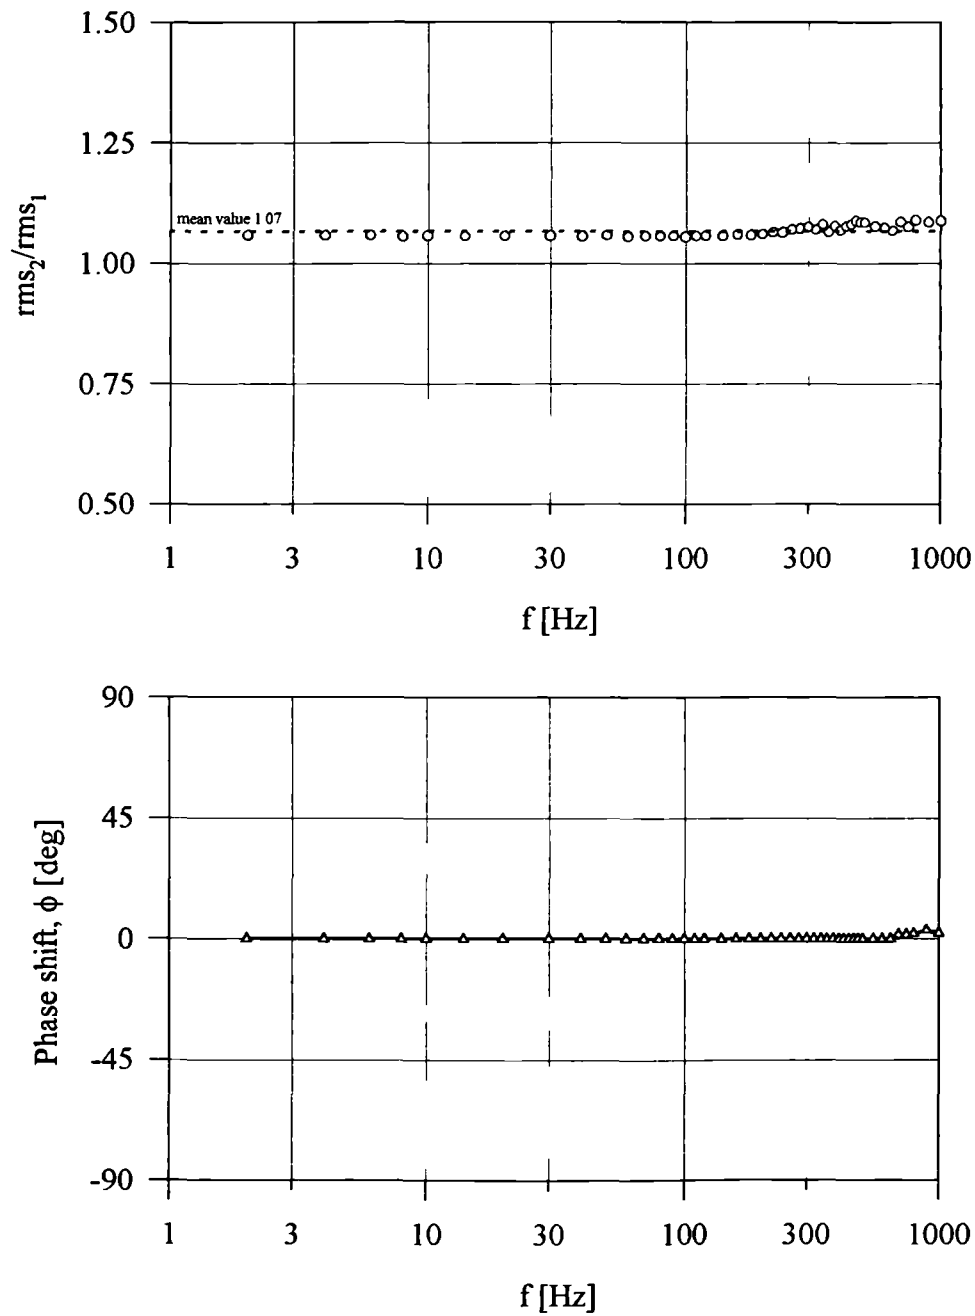 1.50
1.25
mean value 1 07
1.00
0.75
0.50
rms₂/rms₁
1 3 10 30 100 300 1000
f [Hz]
90
45
0
-45
-90
Phase shift, ϕ [deg]
1 3 10 30 100 300 1000
f [Hz]